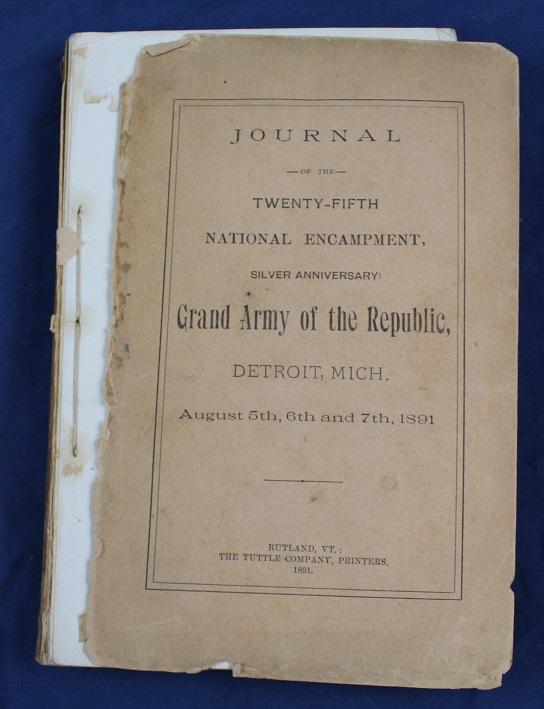 JOURNAL
—OF THE—
TWENTY-FIFTH
NATIONAL ENCAMPMENT,
SILVER ANNIVERSARY)
Grand Army of the Republic,
DETROIT, MICH.
August 5th, 6th and 7th, 1891
RUTLAND, VT.:
THE TUTTLE COMPANY, PRINTERS,
1891.